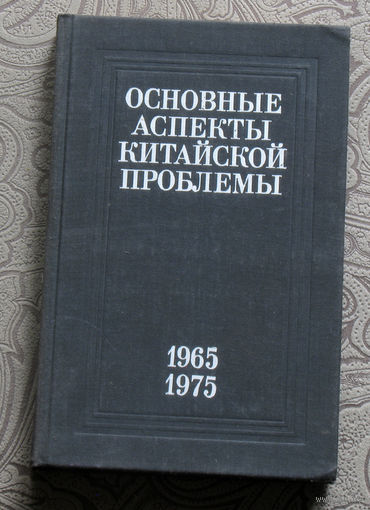 ОСНОВНЫЕ
АСПЕКТЫ
КИТАЙСКОЙ
ПРОБЛЕМЫ
1965
1975